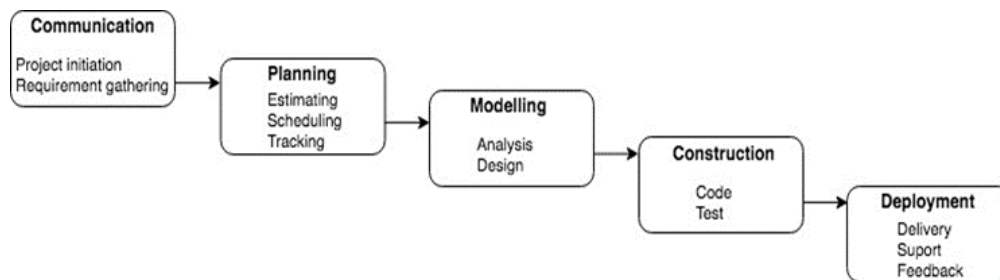 Communication
Project initiation
Requirement gathering
Planning
Estimating
Scheduling
Tracking
Modelling
Analysis
Design
Construction
Code
Test
Deployment
Delivery
Suport
Feedback